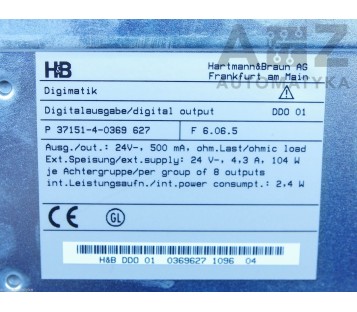 AMZ
AUTOMATYKA
H&B
Hartmann&Braun AG
Frankfurt am Main
Digimatik
Digitalausgabe/digital output DDO 01
P 37151-4-0369 627 F 6.06.5
Ausg./out.: 24V-, 500 mA, ohm.Last/ohmic load
Ext.Speisung/ext.supply: 24 V-, 4,3 A, 104 W
je Achtergruppe/per group of 8 outputs
int.Leistungsaufn./int.power consumpt.: 2,4 W
CE GL
H&B DDO 01 0369627 1096 04